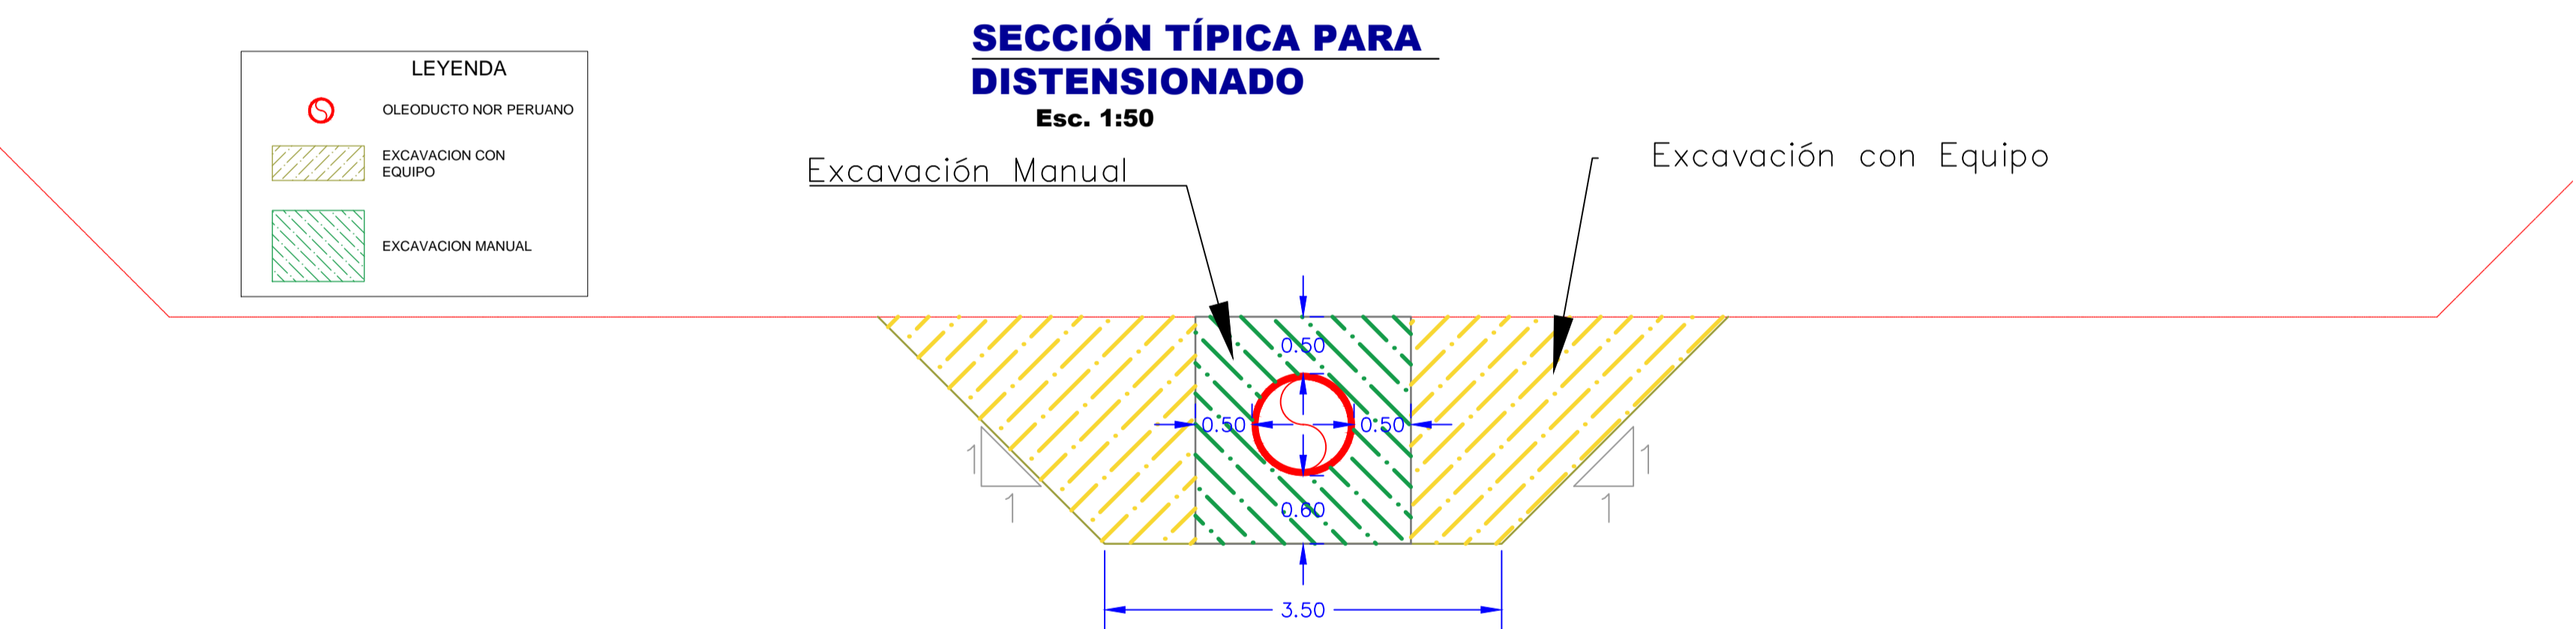 SECCIÓN TÍPICA PARA
DISTENSIONADO
Esc. 1:50
LEYENDA
OLEODUCTO NOR PERUANO
EXCAVACION CON
EQUIPO
EXCAVACION MANUAL
Excavación Manual
Excavación con Equipo
0.50
0.50
0.50
1
1
1
1
0.60
3.50